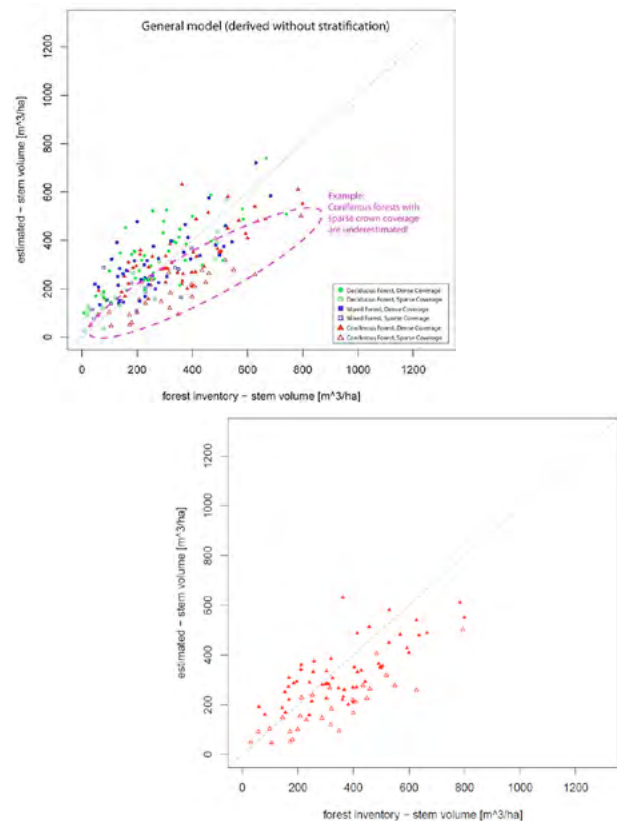 General model (derived without stratification)
estimated − stem volume [m^3/ha]
1200
1000
800
600
400
200
0
Example:
Coniferous forests with
sparse crown coverage
are underestimated!
Deciduous Forest, Dense Coverage
Deciduous Forest, Sparse Coverage
Mixed Forest, Dense Coverage
Mixed Forest, Sparse Coverage
Coniferous Forest, Dense Coverage
Coniferous Forest, Sparse Coverage
0 200 400 600 800 1000 1200
forest inventory − stem volume [m^3/ha]
estimated − stem volume [m^3/ha]
1200
1000
800
600
400
200
0
0 200 400 600 800 1000 1200
forest inventory − stem volume [m^3/ha]